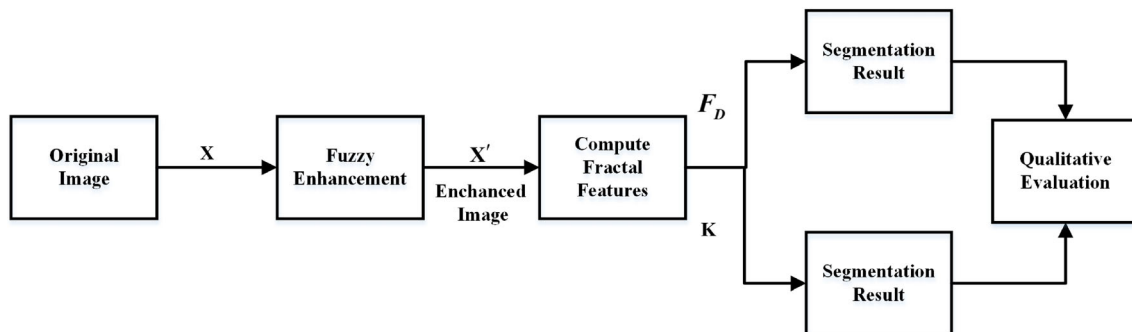 Original
Image
X
Fuzzy
Enhancement
X′
Enchanced
Image
Compute
Fractal
Features
F_D
K
Segmentation
Result
Segmentation
Result
Qualitative
Evaluation